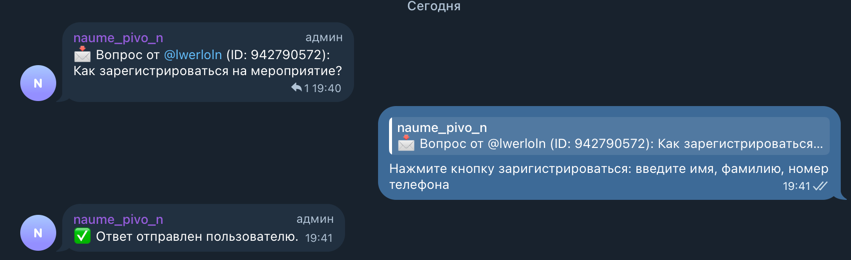 Сегодня
naume_pivo_n админ
📩 Вопрос от @lwerloln (ID: 942790572):
Как зарегистрироваться на мероприятие?
1 19:40
N
naume_pivo_n
📩 Вопрос от @lwerloln (ID: 942790572): Как зарегистрироваться...
Нажмите кнопку заригистрироваться: введите имя, фамилию, номер
телефона 19:41
naume_pivo_n админ
✅ Ответ отправлен пользователю. 19:41
N